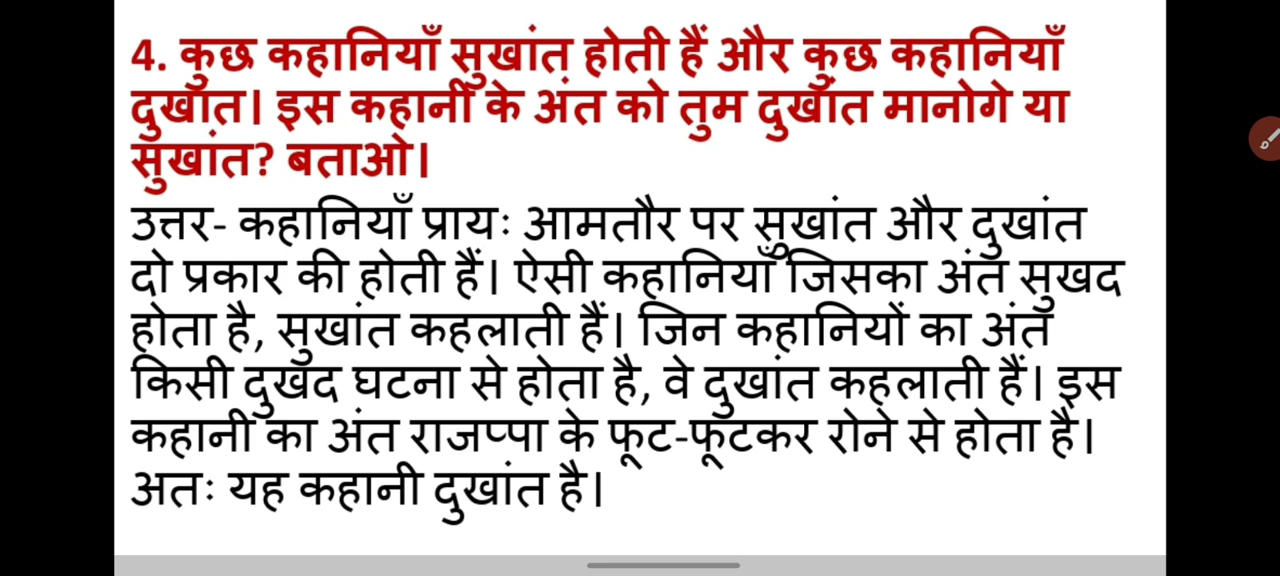 4. कुछ कहानियाँ सुखांत होती हैं और कुछ कहानियाँ
दुखांत। इस कहानी के अंत को तुम दुखांत मानोगे या
सुखांत? बताओ।
उत्तर- कहानियाँ प्रायः आमतौर पर सुखांत और दुखांत
दो प्रकार की होती हैं। ऐसी कहानियाँ जिसका अंत सुखद
होता है, सुखांत कहलाती हैं। जिन कहानियों का अंत
किसी दुखद घटना से होता है, वे दुखांत कहलाती हैं। इस
कहानी का अंत राजप्पा के फूट-फूटकर रोने से होता है।
अतः यह कहानी दुखांत है।